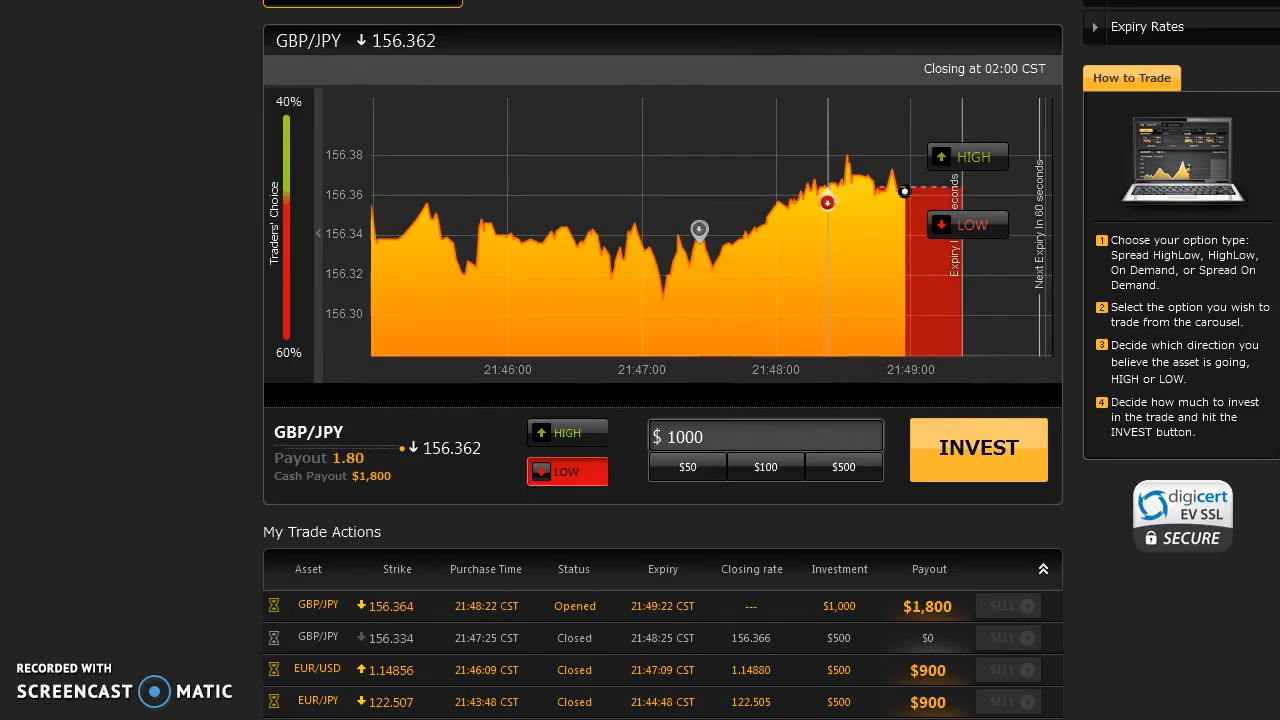 GBP/JPY 156.362
Expiry Rates
Closing at 02:00 CST
How to Trade
40%
Traders' Choice
60%
156.38
156.36
156.34
156.32
156.30
HIGH
LOW
Next Expiry In 60 seconds
21:46:00 21:47:00 21:48:00 21:49:00
1 Choose your option type:
Spread HighLow, HighLow,
On Demand, or Spread On
Demand.
2 Select the option you wish to
trade from the carousel.
3 Decide which direction you
believe the asset is going,
HIGH or LOW.
4 Decide how much to invest
in the trade and hit the
INVEST button.
GBP/JPY
156.362
Payout 1.80
Cash Payout $1,800
HIGH
LOW
$ 1000
$50 $100 $500
INVEST
digicert
EV SSL
SECURE
My Trade Actions
Asset Strike Purchase Time Status Expiry Closing rate Investment Payout
GBP/JPY 156.364 21:48:22 CST Opened 21:49:22 CST --- $1,000 $1,800 SELL
GBP/JPY 156.334 21:47:25 CST Closed 21:48:25 CST 156.366 $500 $0 SELL
EUR/USD 1.14856 21:46:09 CST Closed 21:47:09 CST 1.14880 $500 $900 SELL
EUR/JPY 122.507 21:43:48 CST Closed 21:44:48 CST 122.505 $500 $900 SELL
RECORDED WITH
SCREENCAST MATIC